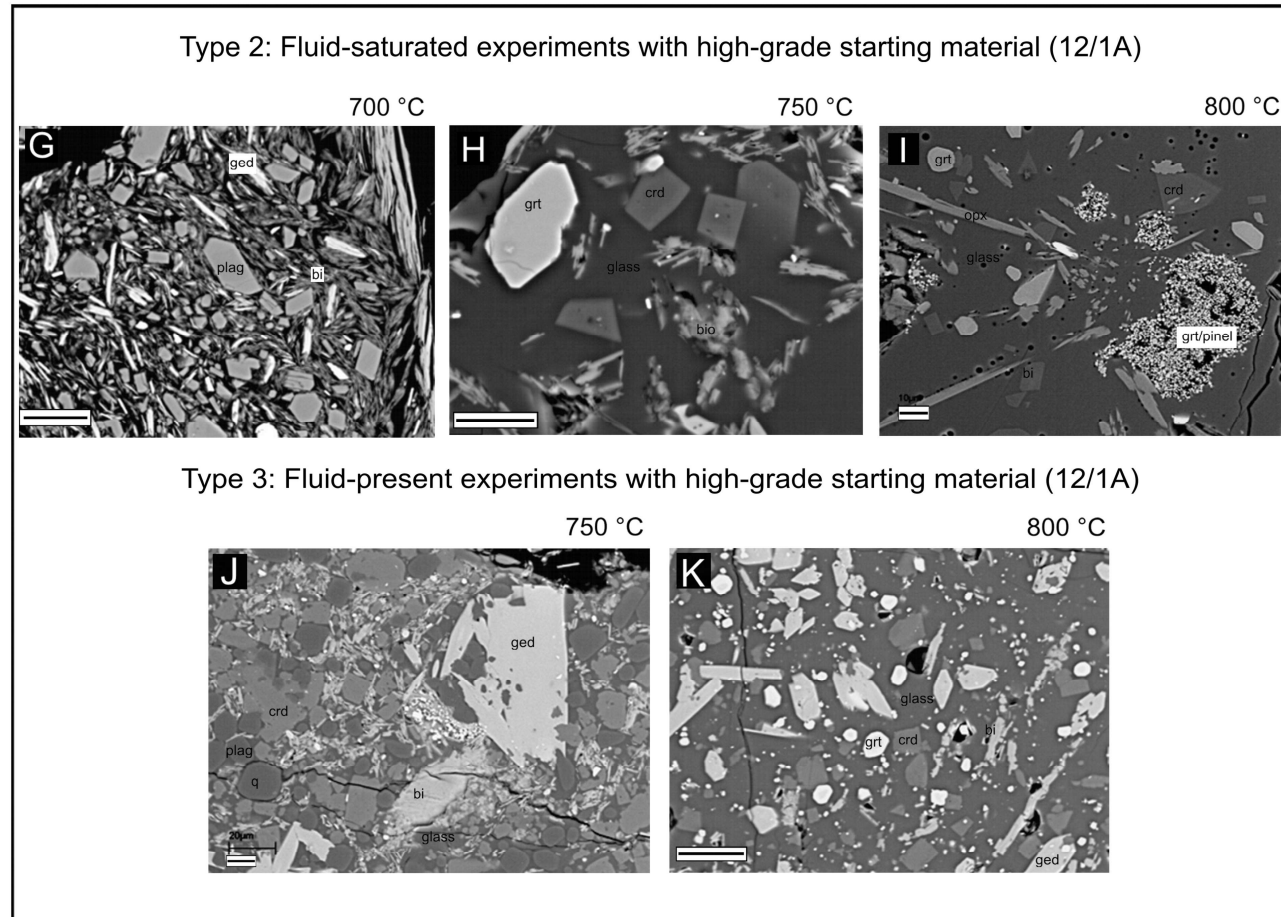 Type 2: Fluid-saturated experiments with high-grade starting material (12/1A)
700 °C
750 °C
800 °C
G
ged
plag
bi
H
grt
crd
glass
bio
I
grt
crd
opx
glass
grt/pinel
bi
10µm
Type 3: Fluid-present experiments with high-grade starting material (12/1A)
750 °C
800 °C
J
ged
crd
plag
q
bi
glass
20µm
K
glass
grt
crd
bi
ged